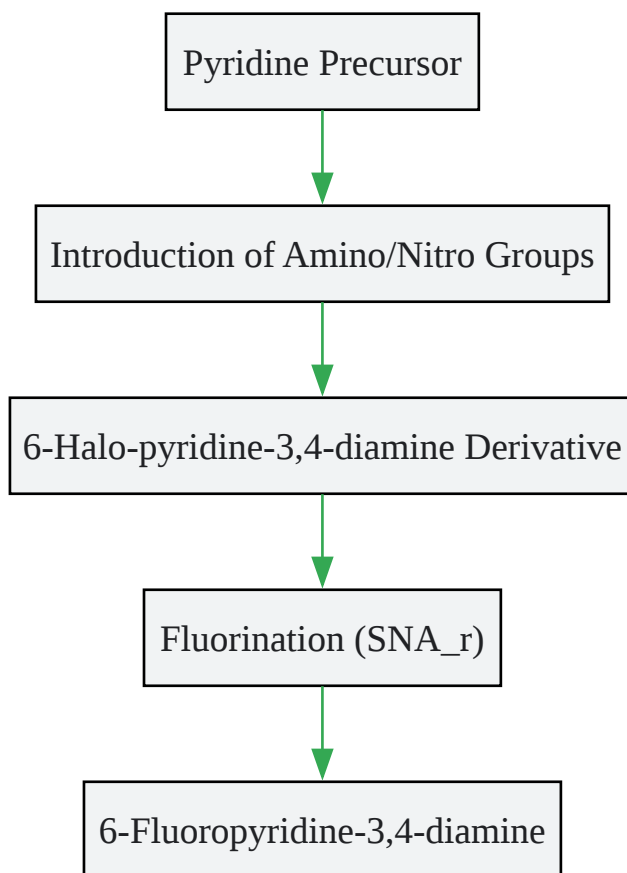 Pyridine Precursor
Introduction of Amino/Nitro Groups
6-Halo-pyridine-3,4-diamine Derivative
Fluorination (SNA_r)
6-Fluoropyridine-3,4-diamine